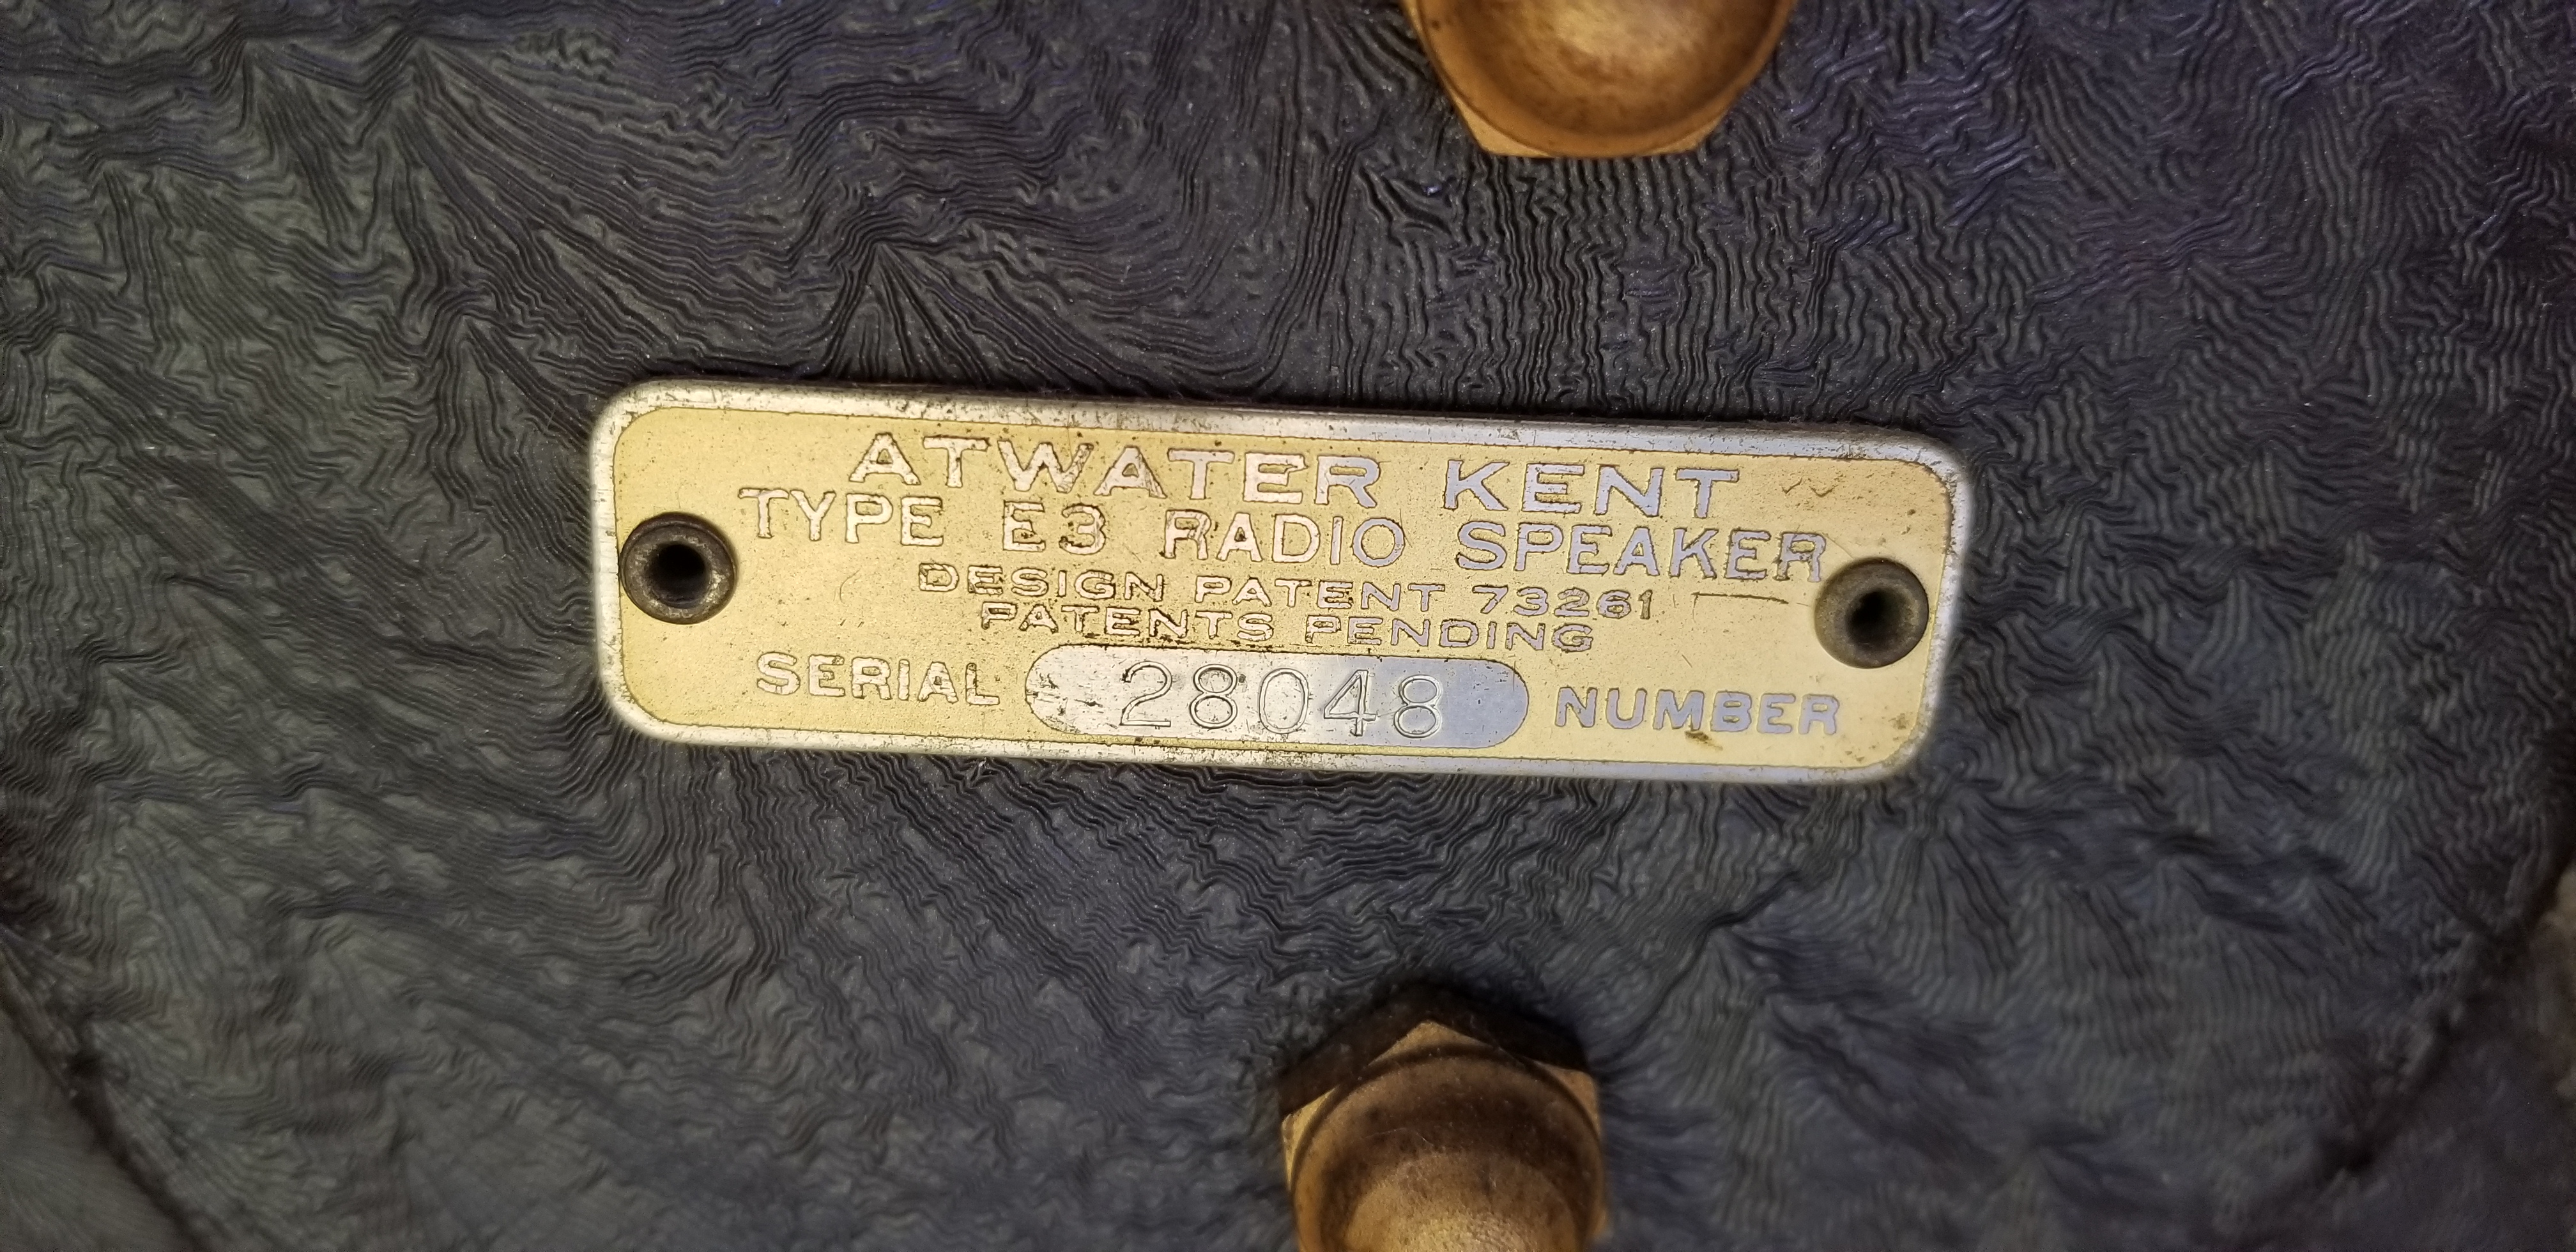 ATWATER KENT
TYPE E3 RADIO SPEAKER
DESIGN PATENT 73261
PATENTS PENDING
SERIAL 28048 NUMBER